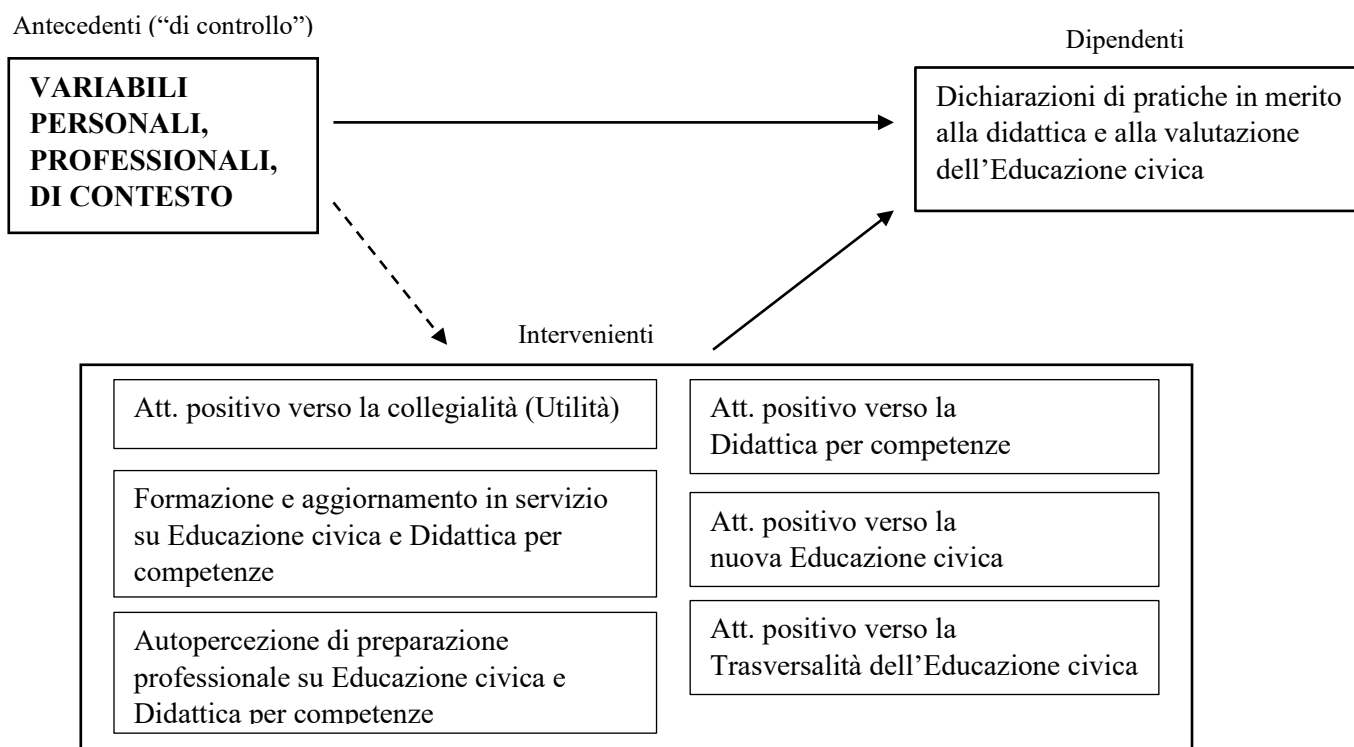 Antecedenti (“di controllo”)
VARIABILI
PERSONALI,
PROFESSIONALI,
DI CONTESTO
Dipendenti
Dichiarazioni di pratiche in merito
alla didattica e alla valutazione
dell’Educazione civica
Intervenienti
Att. positivo verso la collegialità (Utilità)
Formazione e aggiornamento in servizio
su Educazione civica e Didattica per
competenze
Autopercezione di preparazione
professionale su Educazione civica e
Didattica per competenze
Att. positivo verso la
Didattica per competenze
Att. positivo verso la
nuova Educazione civica
Att. positivo verso la
Trasversalità dell’Educazione civica